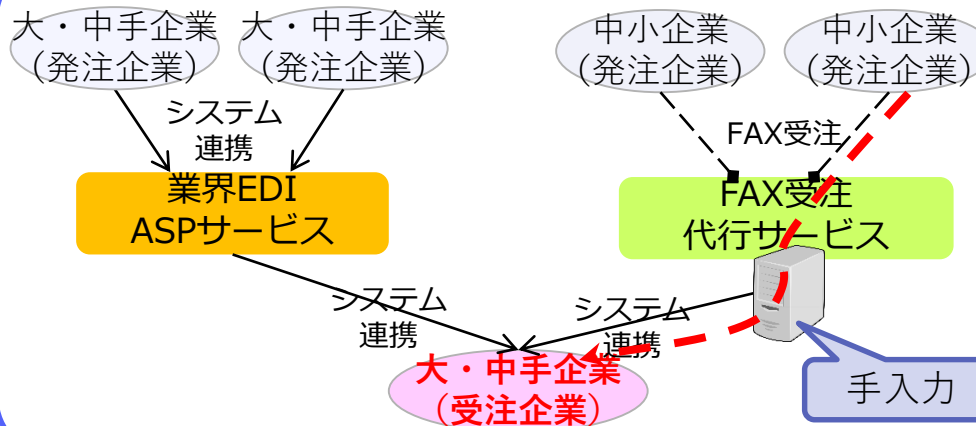 大・中手企業
（発注企業）
大・中手企業
（発注企業）
中小企業
（発注企業）
中小企業
（発注企業）
システム
連携
FAX受注
業界EDI
ASPサービス
FAX受注
代行サービス
システム
連携
システム
連携
大・中手企業
（受注企業）
手入力